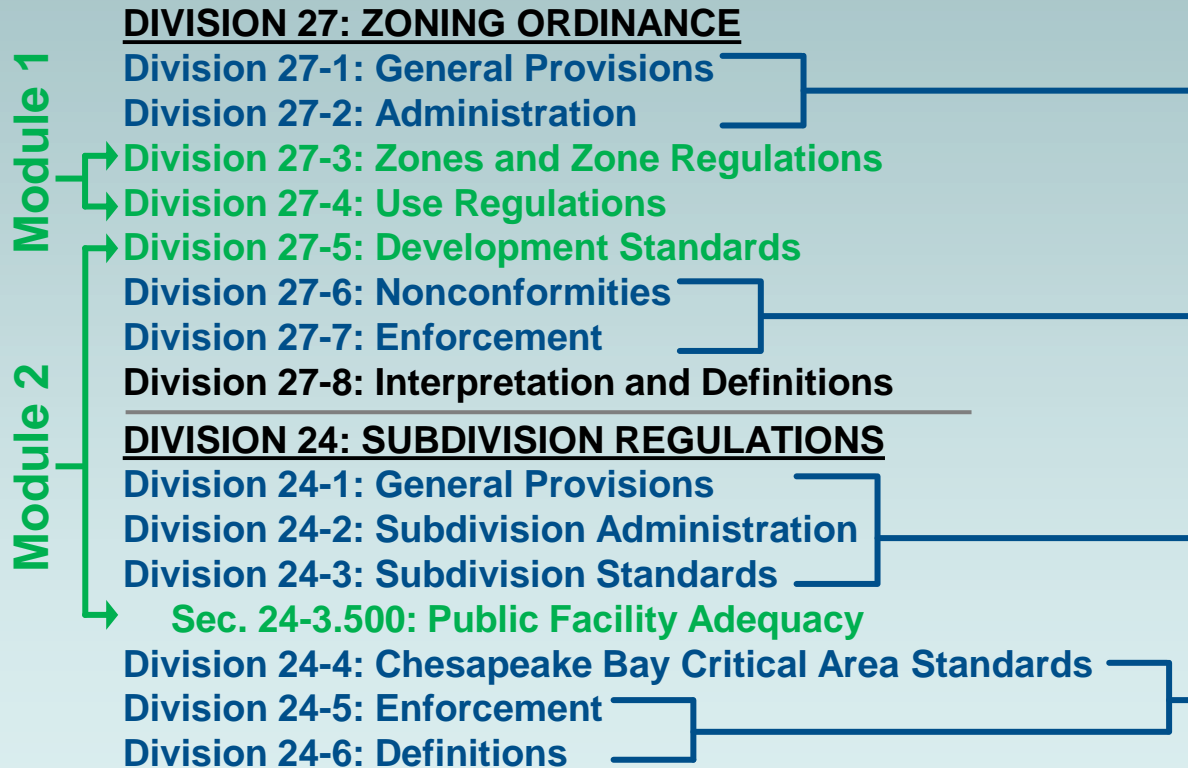 Module 1
Module 2
DIVISION 27: ZONING ORDINANCE
Division 27-1: General Provisions
Division 27-2: Administration
Division 27-3: Zones and Zone Regulations
Division 27-4: Use Regulations
Division 27-5: Development Standards
Division 27-6: Nonconformities
Division 27-7: Enforcement
Division 27-8: Interpretation and Definitions
DIVISION 24: SUBDIVISION REGULATIONS
Division 24-1: General Provisions
Division 24-2: Subdivision Administration
Division 24-3: Subdivision Standards
Sec. 24-3.500: Public Facility Adequacy
Division 24-4: Chesapeake Bay Critical Area Standards
Division 24-5: Enforcement
Division 24-6: Definitions